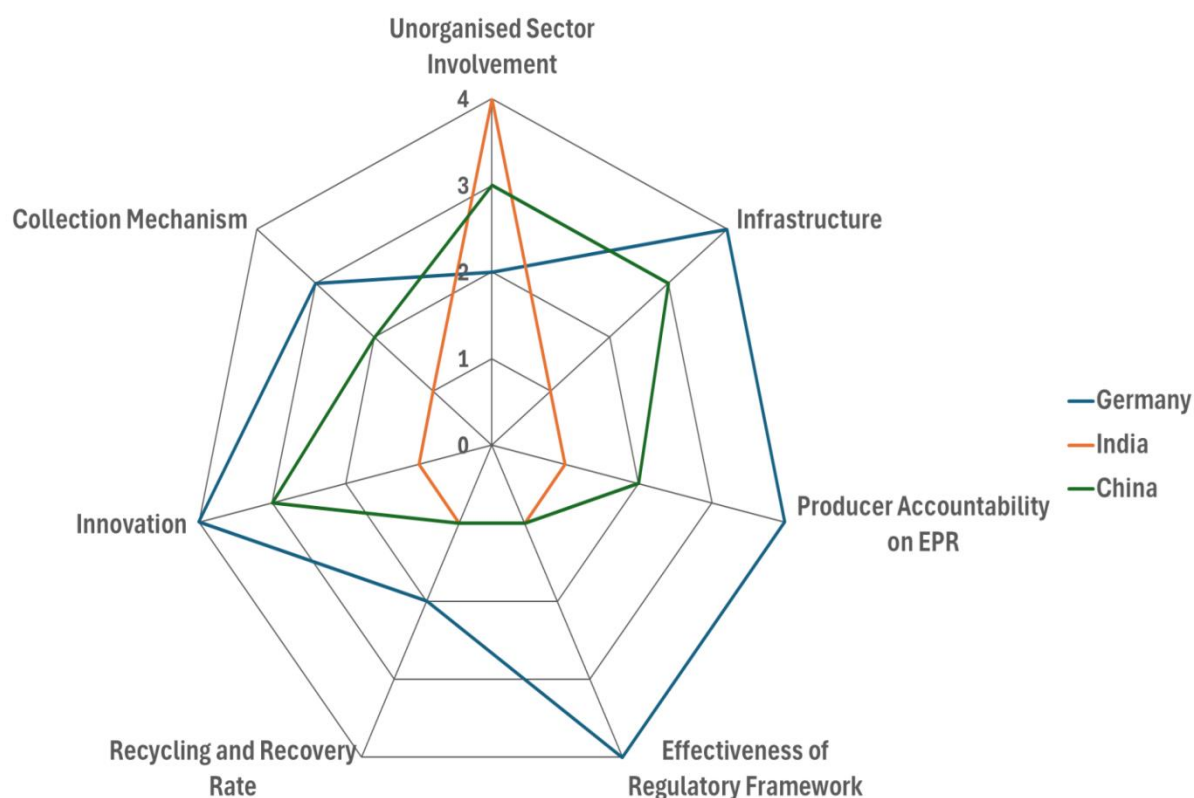 Unorganised Sector
Involvement
4
3
2
1
0
Collection Mechanism
Infrastructure
Germany
India
China
Innovation
Producer Accountability
on EPR
Recycling and Recovery
Rate
Effectiveness of
Regulatory Framework